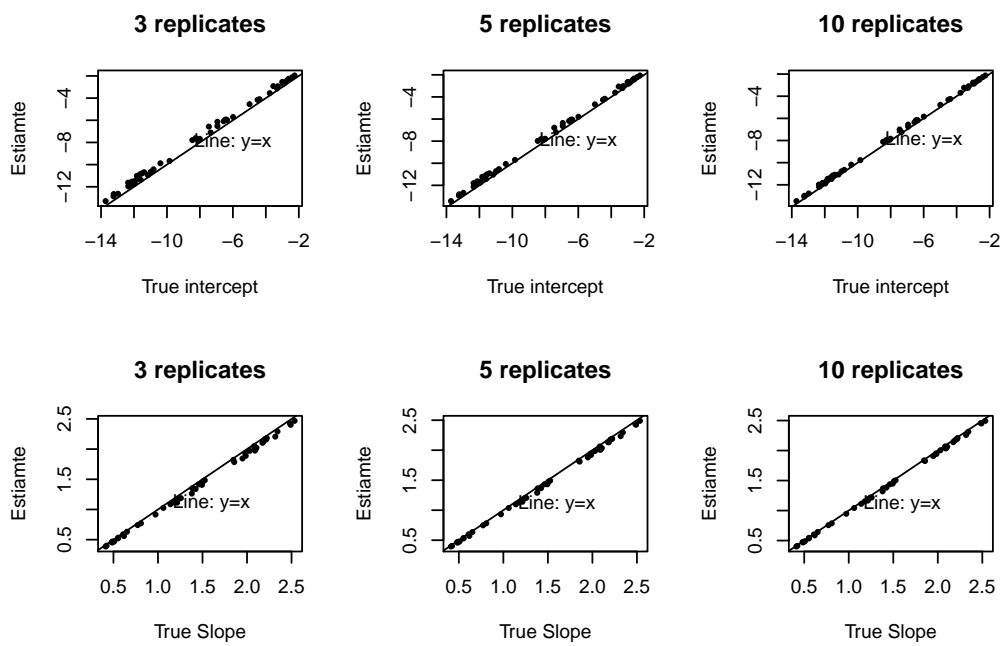 3 replicates
5 replicates
10 replicates
Estiamte
−12
−8
−4
Line: y=x
−14
−10
−6
−2
True intercept
Estiamte
−12
−8
−4
Line: y=x
−14
−10
−6
−2
True intercept
Estiamte
−12
−8
−4
Line: y=x
−14
−10
−6
−2
True intercept
3 replicates
5 replicates
10 replicates
Estiamte
0.5
1.5
2.5
Line: y=x
0.5
1.0
1.5
2.0
2.5
True Slope
Estiamte
0.5
1.5
2.5
Line: y=x
0.5
1.0
1.5
2.0
2.5
True Slope
Estiamte
0.5
1.5
2.5
Line: y=x
0.5
1.0
1.5
2.0
2.5
True Slope